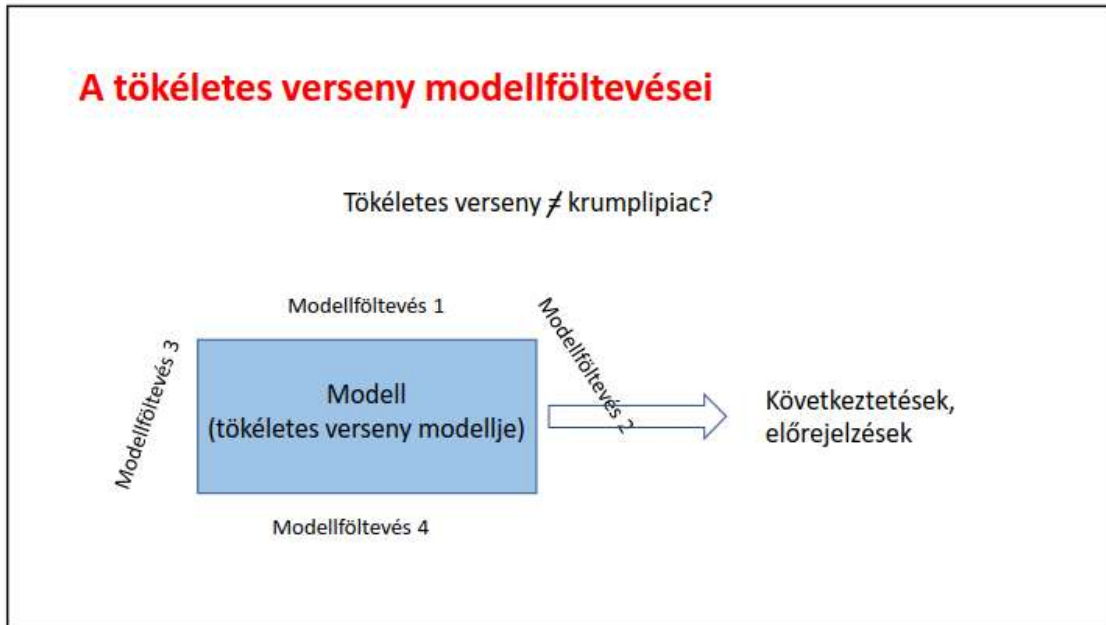 A tökéletes verseny modellföltevései
Tökéletes verseny ≠ krumplipiac?
Modellföltevés 1
Modellföltevés 2
Modellföltevés 3
Modell
(tökéletes verseny modellje)
Következtetések,
előrejelzések
Modellföltevés 4